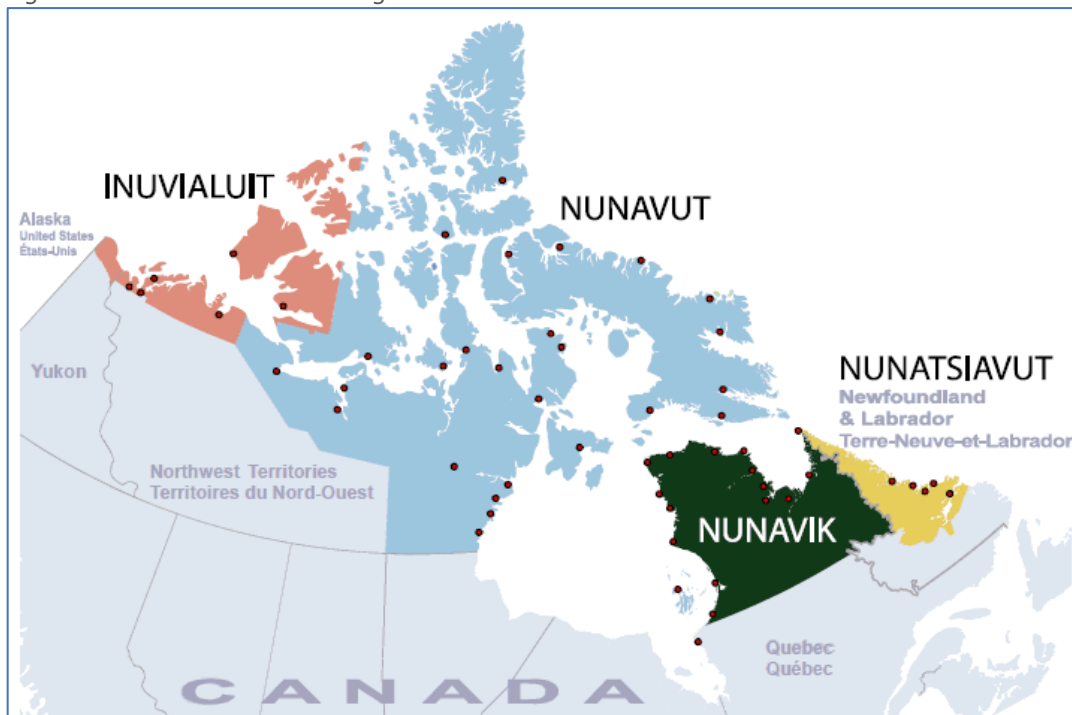 INUVIALUIT
NUNAVUT
Alaska
United States
États-Unis
NUNATSIAVUT
Newfoundland
& Labrador
Terre-Neuve-et-Labrador
Yukon
Northwest Territories
Territoires du Nord-Ouest
NUNAVIK
Quebec
Québec
CANADA